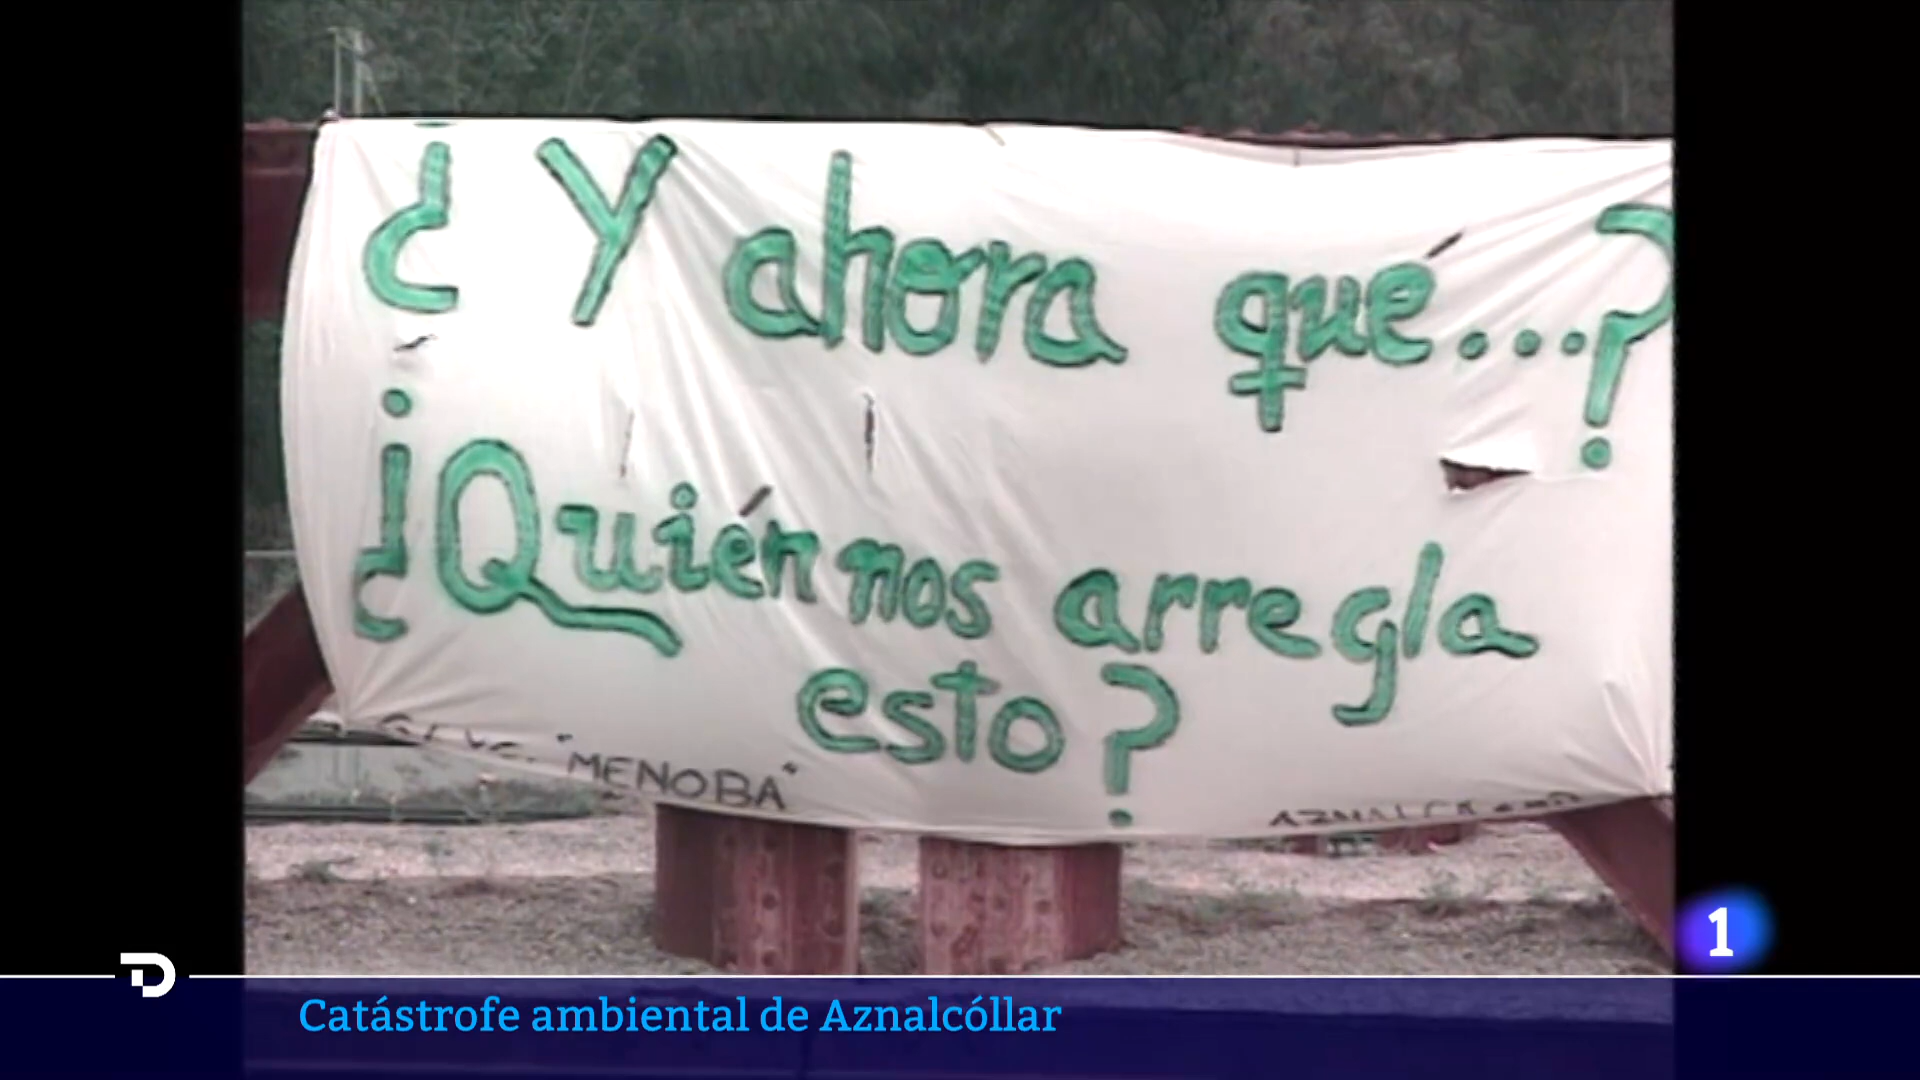 ¿Y ahora qué...?
¿Quién nos arregla
esto?
"MENOBA"
1
Catástrofe ambiental de Aznalcóllar